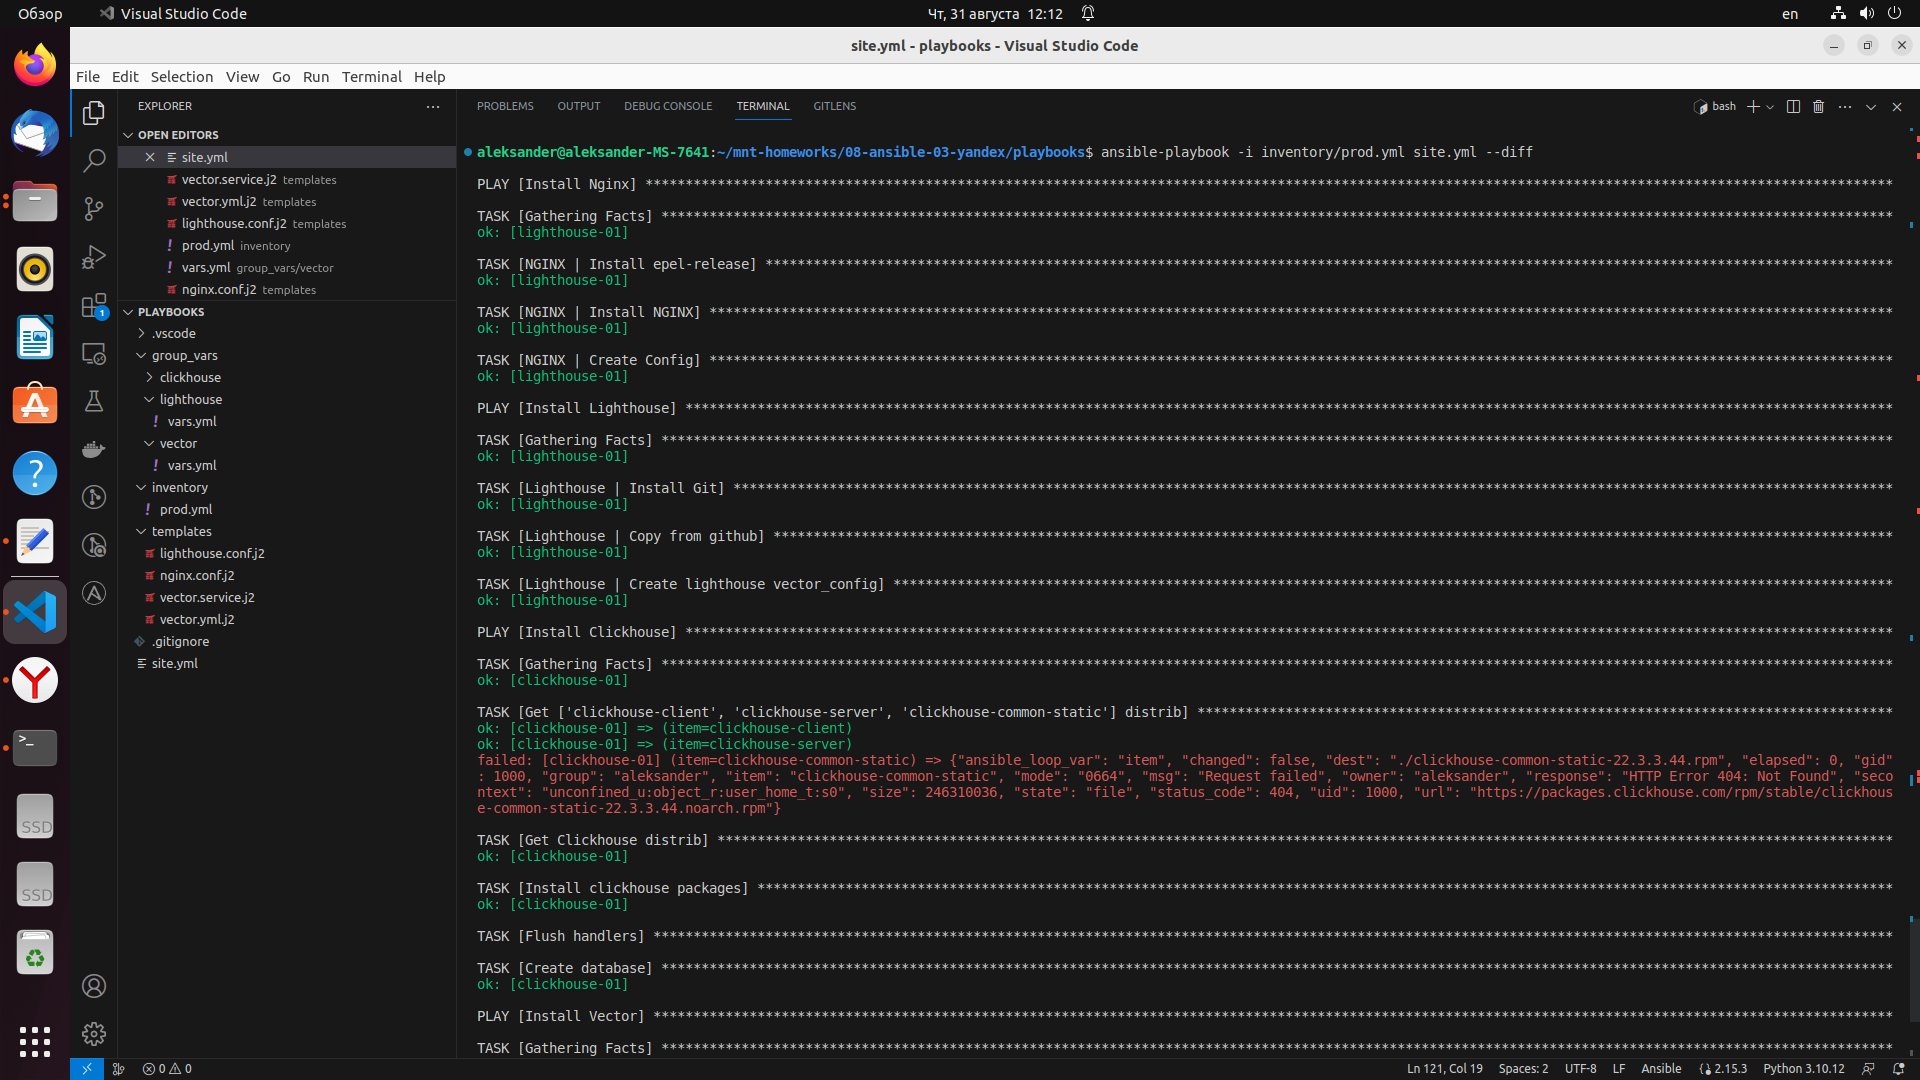 Обзор
Visual Studio Code
Чт, 31 августа 12:12
en
site.yml - playbooks - Visual Studio Code
File Edit Selection View Go Run Terminal Help
EXPLORER
OPEN EDITORS
site.yml
vector.service.j2 templates
vector.yml.j2 templates
lighthouse.conf.j2 templates
prod.yml inventory
vars.yml group_vars/vector
nginx.conf.j2 templates
PLAYBOOKS
.vscode
group_vars
clickhouse
lighthouse
vars.yml
vector
vars.yml
inventory
prod.yml
templates
lighthouse.conf.j2
nginx.conf.j2
vector.service.j2
vector.yml.j2
.gitignore
site.yml
1
SSD
SSD
PROBLEMS OUTPUT DEBUG CONSOLE TERMINAL GITLENS
bash
aleksander@aleksander-MS-7641:~/mnt-homeworks/08-ansible-03-yandex/playbooks$ ansible-playbook -i inventory/prod.yml site.yml --diff
PLAY [Install Nginx] ****
TASK [Gathering Facts] ****
ok: [lighthouse-01]
TASK [NGINX | Install epel-release] ****
ok: [lighthouse-01]
TASK [NGINX | Install NGINX] ****
ok: [lighthouse-01]
TASK [NGINX | Create Config] ****
ok: [lighthouse-01]
PLAY [Install Lighthouse] ****
TASK [Gathering Facts] ****
ok: [lighthouse-01]
TASK [Lighthouse | Install Git] ****
ok: [lighthouse-01]
TASK [Lighthouse | Copy from github] ****
ok: [lighthouse-01]
TASK [Lighthouse | Create lighthouse vector_config] ****
ok: [lighthouse-01]
PLAY [Install Clickhouse] ****
TASK [Gathering Facts] ****
ok: [clickhouse-01]
TASK [Get ['clickhouse-client', 'clickhouse-server', 'clickhouse-common-static'] distrib] ****
ok: [clickhouse-01] => (item=clickhouse-client)
ok: [clickhouse-01] => (item=clickhouse-server)
failed: [clickhouse-01] (item=clickhouse-common-static) => {"ansible_loop_var": "item", "changed": false, "dest": "./clickhouse-common-static-22.3.3.44.rpm", "elapsed": 0, "gid"
: 1000, "group": "aleksander", "item": "clickhouse-common-static", "mode": "0664", "msg": "Request failed", "owner": "aleksander", "response": "HTTP Error 404: Not Found", "seco
ntext": "unconfined_u:object_r:user_home_t:s0", "size": 246310036, "state": "file", "status_code": 404, "uid": 1000, "url": "https://packages.clickhouse.com/rpm/stable/clickhous
e-common-static-22.3.3.44.noarch.rpm"}
TASK [Get Clickhouse distrib] ****
ok: [clickhouse-01]
TASK [Install clickhouse packages] ****
ok: [clickhouse-01]
TASK [Flush handlers] ****
TASK [Create database] ****
ok: [clickhouse-01]
PLAY [Install Vector] ****
TASK [Gathering Facts] ****
0 0
Ln 121, Col 19 Spaces: 2 UTF-8 LF Ansible 2.15.3 Python 3.10.12